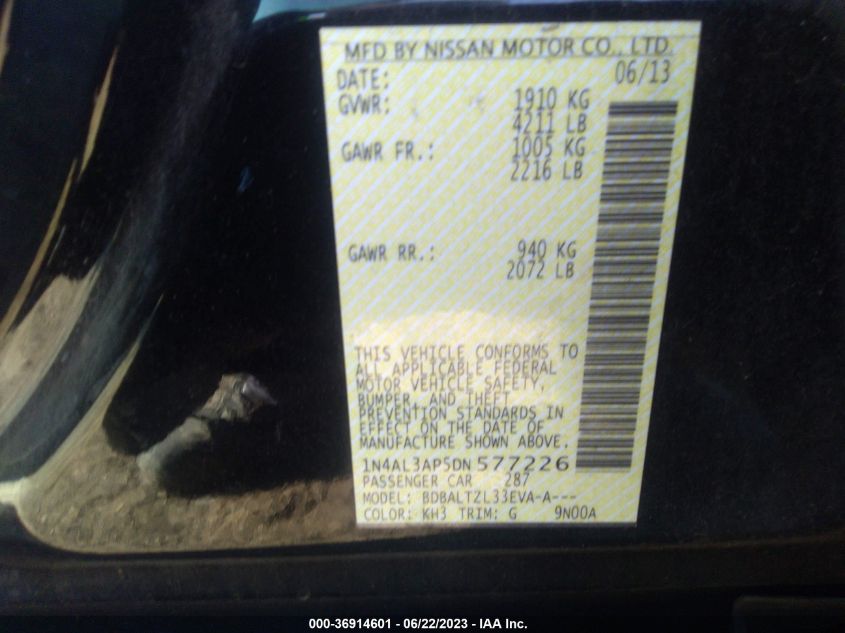 MFD BY NISSAN MOTOR CO., LTD.
DATE: 06/13
GVWR: 1910 KG
4211 LB
GAWR FR.: 1005 KG
2216 LB
GAWR RR.: 940 KG
2072 LB
THIS VEHICLE CONFORMS TO
ALL APPLICABLE FEDERAL
MOTOR VEHICLE SAFETY,
BUMPER, AND THEFT
PREVENTION STANDARDS IN
EFFECT ON THE DATE OF
MANUFACTURE SHOWN ABOVE.
1N4AL3AP5DN577226
PASSENGER CAR 287
MODEL: BDBALTZL33EVA-A---
COLOR: KH3 TRIM: G 9N00A
000-36914601 - 06/22/2023 - IAA Inc.